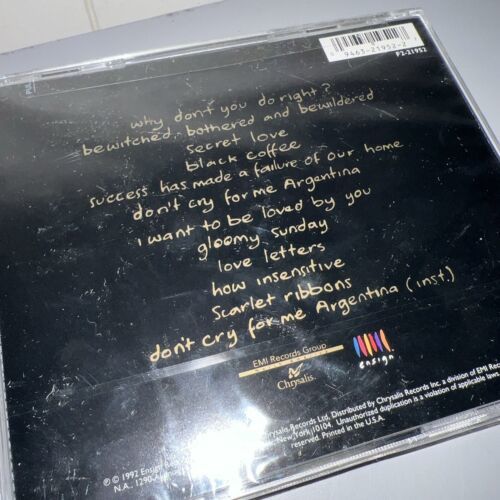 9463-21952-2
F2-21952
why don't you do right?
bewitched, bothered and bewildered
secret love
black coffee
success has made a failure of our home
don't cry for me Argentina
I want to be loved by you
gloomy sunday
love letters
how insensitive
scarlet ribbons
don't cry for me Argentina (inst.)
EMI Records Group
Chrysalis.
ensign
℗ © 1992 Ensign
Chrysalis Records Ltd. Distributed by Chrysalis Records Inc. a division of EMI Rec
N.A., 1290 New York, 10104. Unauthorized duplication is a violation of applicable laws.
reserved. Printed in the U.S.A.